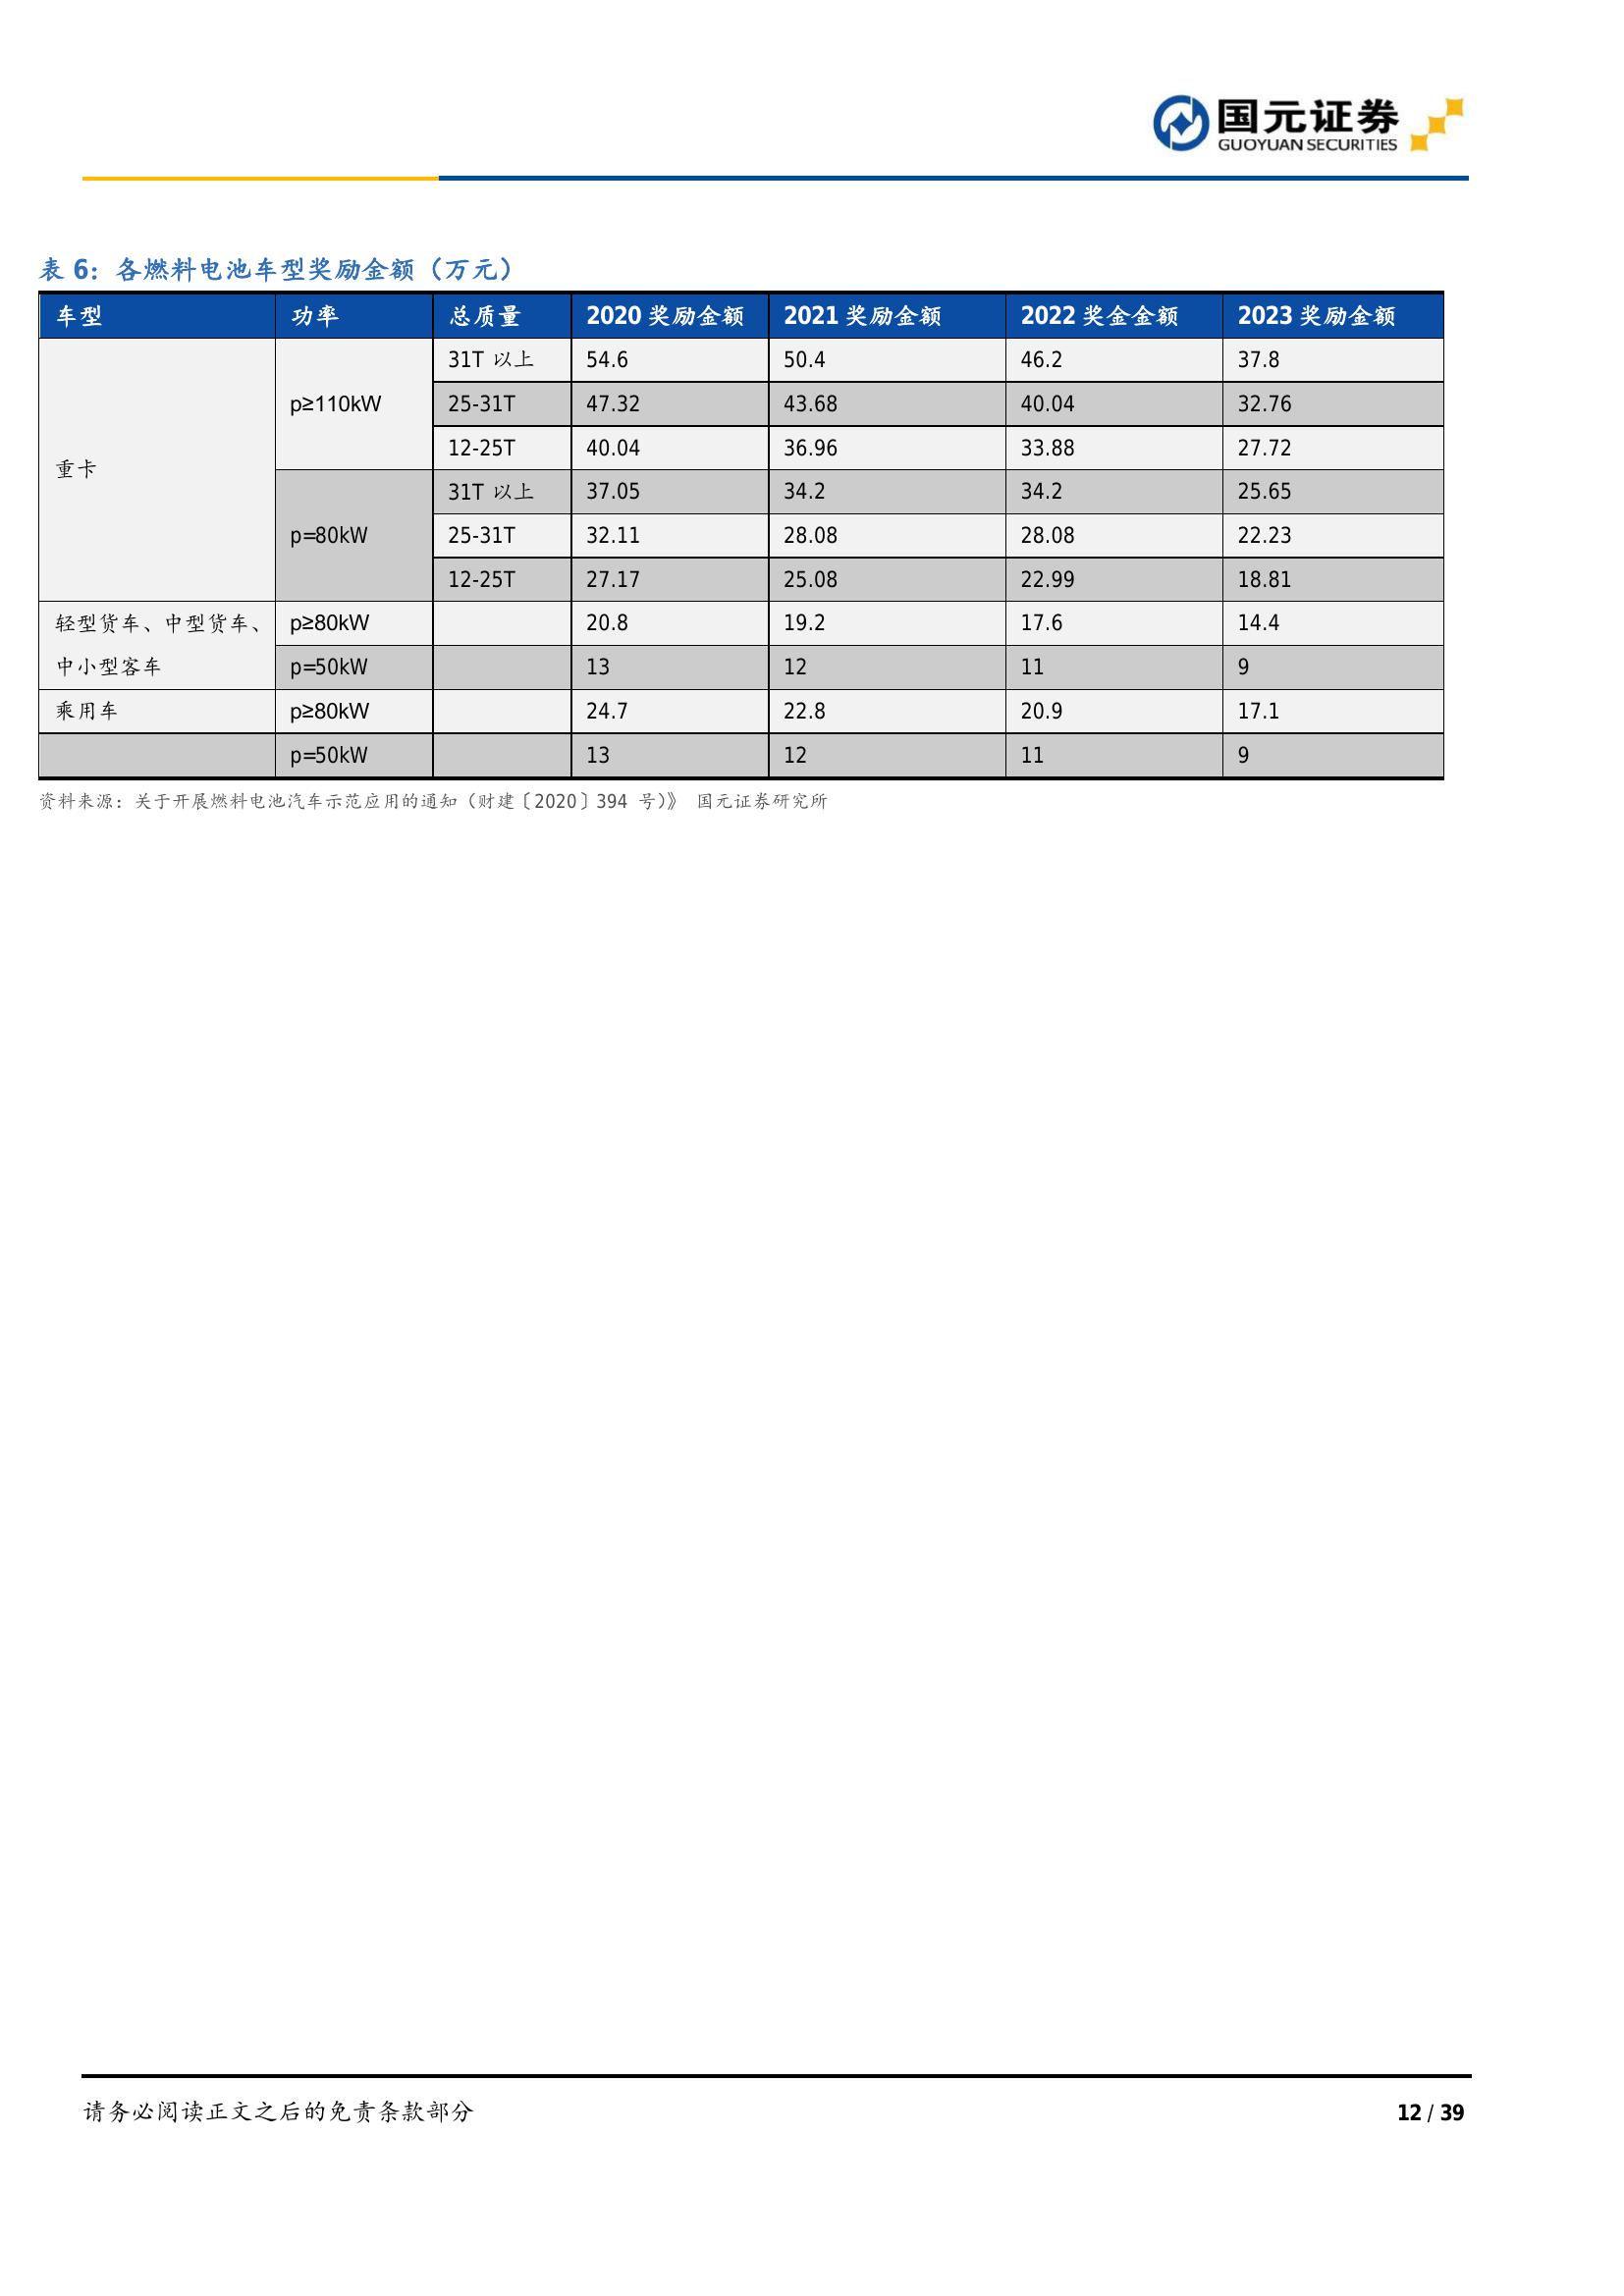 国元证券
GUOYUAN SECURITIES
表 6：各燃料电池车型奖励金额（万元）
车型 功率 总质量 2020 奖励金额 2021 奖励金额 2022 奖金金额 2023 奖励金额
重卡 p≥110kW 31T 以上 54.6 50.4 46.2 37.8
25-31T 47.32 43.68 40.04 32.76
12-25T 40.04 36.96 33.88 27.72
p=80kW 31T 以上 37.05 34.2 34.2 25.65
25-31T 32.11 28.08 28.08 22.23
12-25T 27.17 25.08 22.99 18.81
轻型货车、中型货车、 p≥80kW 20.8 19.2 17.6 14.4
中小型客车 p=50kW 13 12 11 9
乘用车 p≥80kW 24.7 22.8 20.9 17.1
p=50kW 13 12 11 9
资料来源：关于开展燃料电池汽车示范应用的通知（财建〔2020〕394 号)》 国元证券研究所
请务必阅读正文之后的免责条款部分 12 / 39